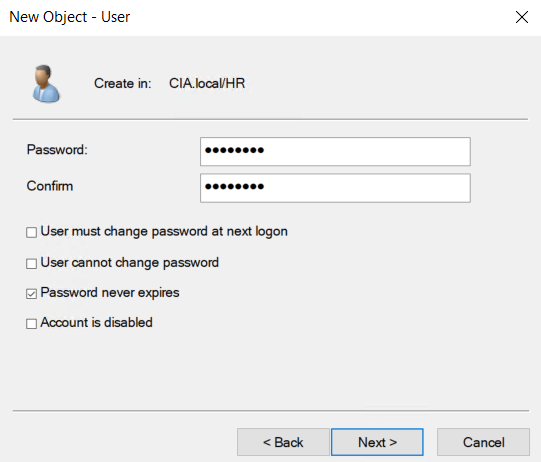 New Object - User
Create in: CIA.local/HR
Password: ●●●●●●●●
Confirm ●●●●●●●●
User must change password at next logon
User cannot change password
Password never expires
Account is disabled
< Back Next > Cancel